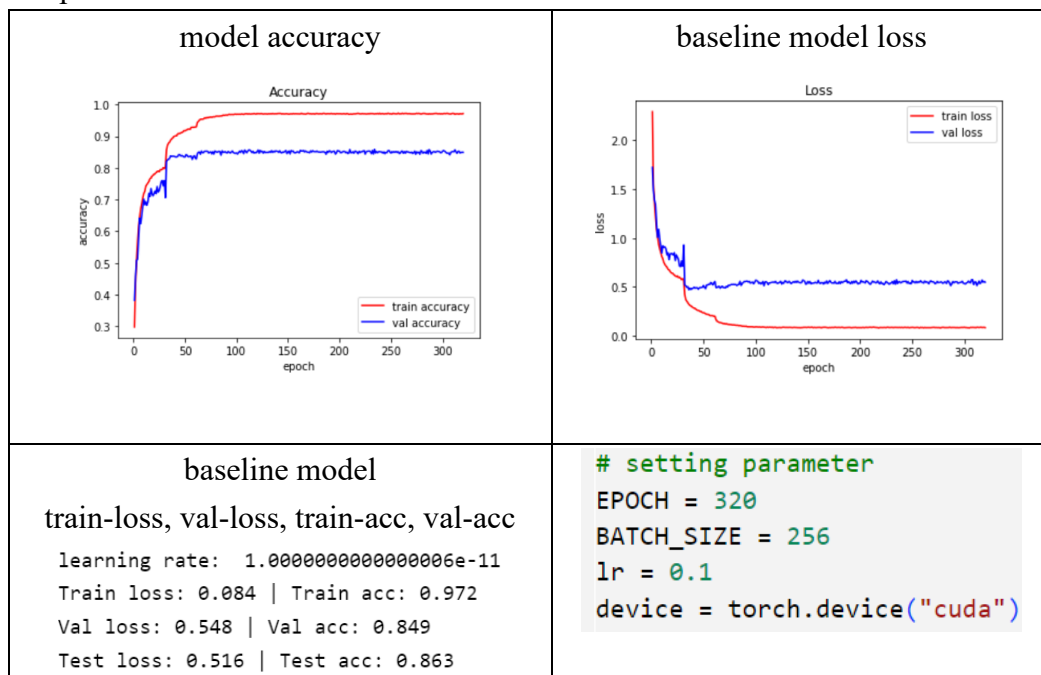 model accuracy
Accuracy
1.0
0.9
0.8
0.7
0.6
0.5
0.4
0.3
accuracy
0 50 100 150 200 250 300
epoch
train accuracy
val accuracy
baseline model loss
Loss
2.0
1.5
1.0
0.5
0.0
loss
0 50 100 150 200 250 300
epoch
train loss
val loss
baseline model
train-loss, val-loss, train-acc, val-acc
learning rate: 1.0000000000000006e-11
Train loss: 0.084 | Train acc: 0.972
Val loss: 0.548 | Val acc: 0.849
Test loss: 0.516 | Test acc: 0.863
# setting parameter
EPOCH = 320
BATCH_SIZE = 256
lr = 0.1
device = torch.device("cuda")